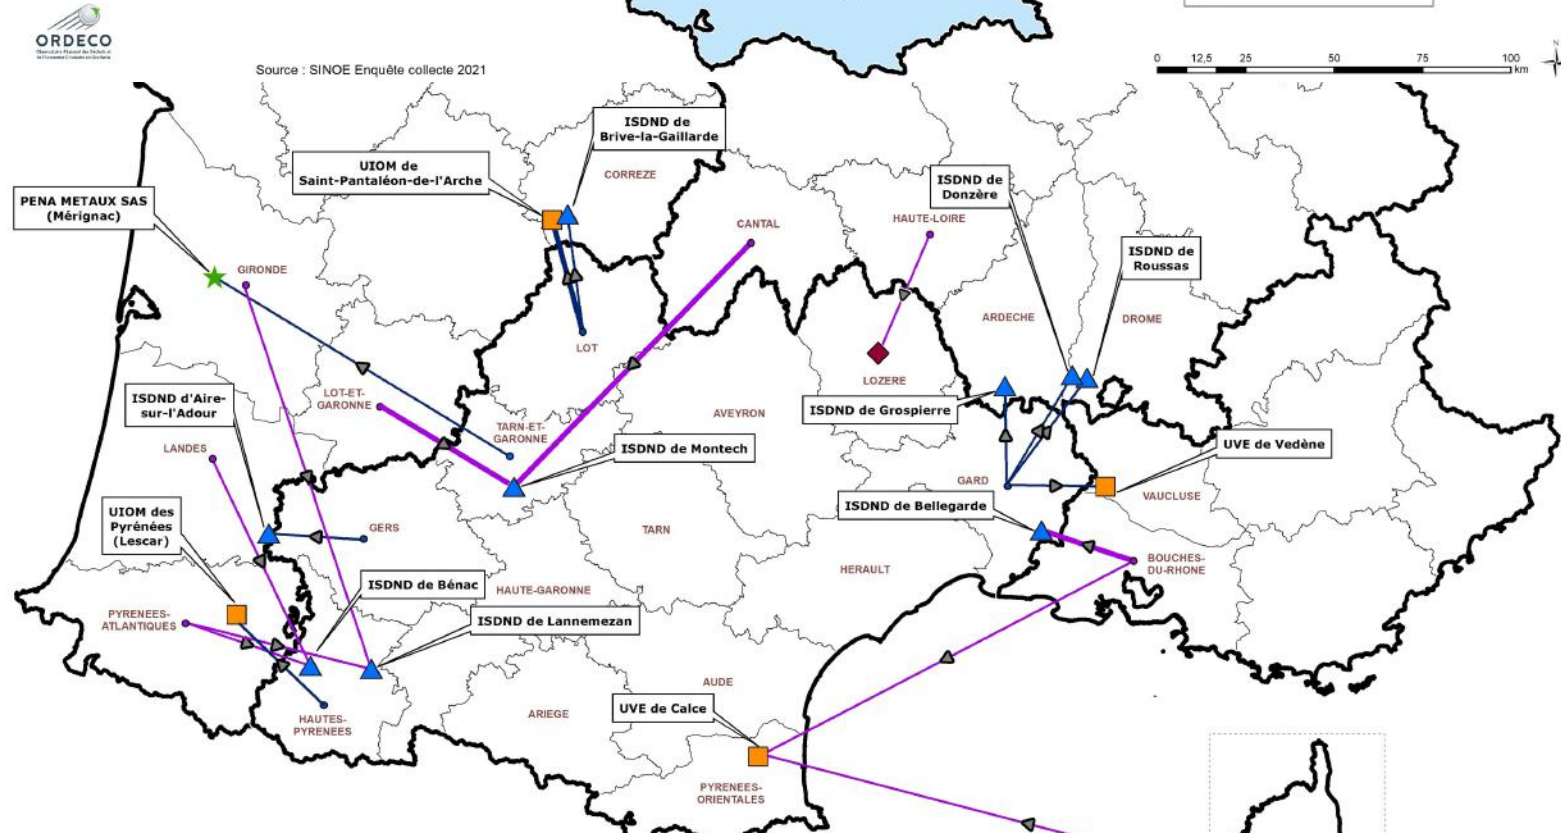 ORDECO
Source : SINOE Enquête collecte 2021
0 12,5 25 50 75 100
km
N
ISDND de
Brive-la-Gaillarde
UIOM de
Saint-Pantaléon-de-l'Arche
CORREZE
ISDND de
Donzère
PENA METAUX SAS
(Mérignac)
CANTAL
HAUTE-LOIRE
ISDND de
Roussas
GIRONDE
ARDECHE
DROME
LOT
LOZERE
ISDND d'Aire-
sur-l'Adour
LOT-ET-
GARONNE
ISDND de Grospierre
AVEYRON
TARN-ET-
GARONNE
LANDES
ISDND de Montech
UVE de Vedène
GARD
VAUCLUSE
UIOM des
Pyrénées
(Lescar)
ISDND de Bellegarde
GERS
TARN
BOUCHES-
DU-RHONE
HERAULT
ISDND de Bénac
HAUTE-GARONNE
PYRENEES-
ATLANTIQUES
ISDND de Lannemezan
AUDE
UVE de Calce
ARIEGE
HAUTES-
PYRENEES
PYRENEES-
ORIENTALES